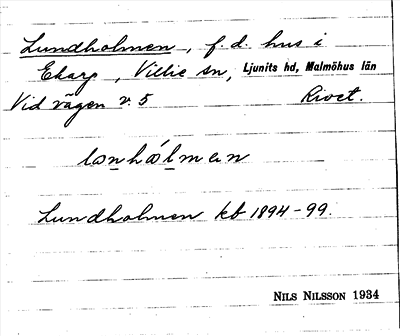 Lundholmen, f. d. hus i
Ekarp, Villie sn, Ljunits hd, Malmöhus län
Vid vägen v. 5 Rivet.
lonhólmen
Lundholmen kb 1894-99.
NILS NILSSON 1934